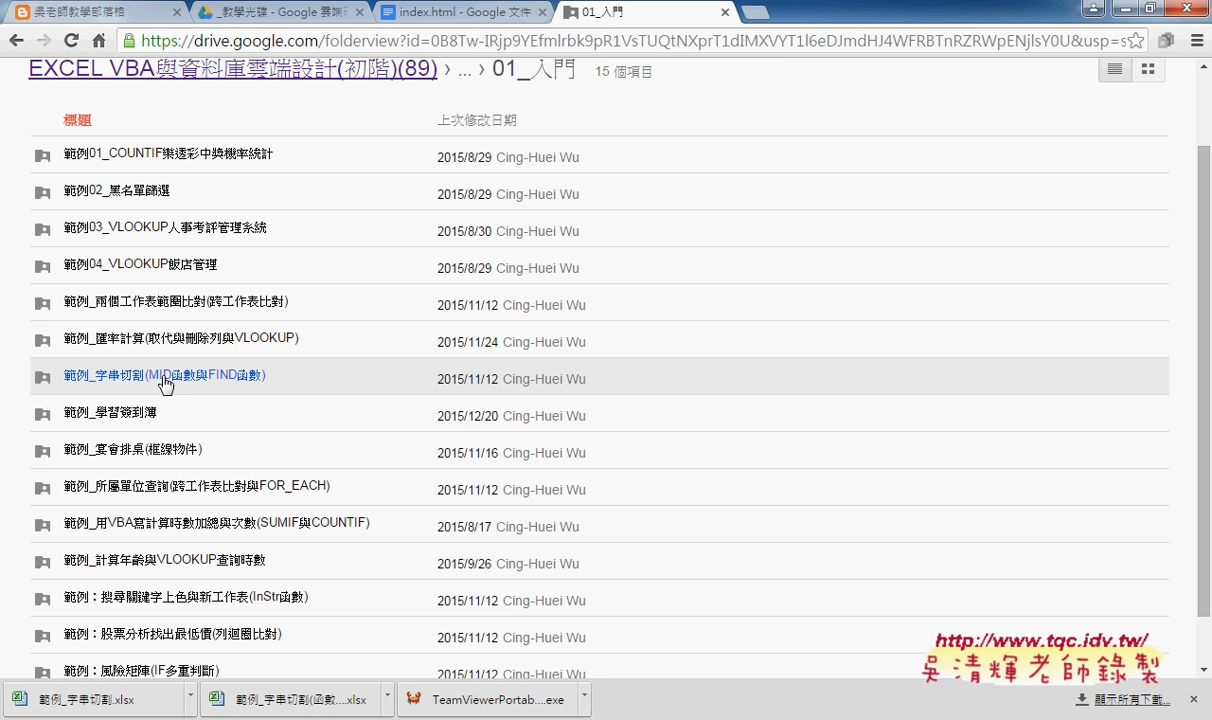 吳老師教學部落格
_教學光碟 - Google 雲端
index.html - Google 文件
01_入門
https://drive.google.com/folderview?id=0B8Tw-IRjp9YEfmlrbk9pR1VsTUQtNXprT1dIMXVYT1l6eDJmdHJ4WFRBTnRZRWpENjlsY0U&usp=s
EXCEL VBA與資料庫雲端設計(初階)(89) › ... › 01_入門 15 個項目
標題 上次修改日期
範例01_COUNTIF樂透彩中獎機率統計 2015/8/29 Cing-Huei Wu
範例02_黑名單篩選 2015/8/29 Cing-Huei Wu
範例03_VLOOKUP人事考評管理系統 2015/8/30 Cing-Huei Wu
範例04_VLOOKUP飯店管理 2015/8/29 Cing-Huei Wu
範例_兩個工作表範圍比對(跨工作表比對) 2015/11/12 Cing-Huei Wu
範例_匯率計算(取代與刪除列與VLOOKUP) 2015/11/24 Cing-Huei Wu
範例_字串切割(MID函數與FIND函數) 2015/11/12 Cing-Huei Wu
範例_學習簽到簿 2015/12/20 Cing-Huei Wu
範例_宴會排桌(框線物件) 2015/11/16 Cing-Huei Wu
範例_所屬單位查詢(跨工作表比對與FOR_EACH) 2015/11/12 Cing-Huei Wu
範例_用VBA寫計算時數加總與次數(SUMIF與COUNTIF) 2015/8/17 Cing-Huei Wu
範例_計算年齡與VLOOKUP查詢時數 2015/9/26 Cing-Huei Wu
範例：搜尋關鍵字上色與新工作表(InStr函數) 2015/11/12 Cing-Huei Wu
範例：股票分析找出最低價(列迴圈比對) 2015/11/12 Cing-Huei Wu
範例：風險矩陣(IF多重判斷) 2015/11/12 Cing-Huei Wu
http://www.tqc.idv.tw/
吳清輝老師錄製
範例_字串切割.xlsx
範例_字串切割(函數....xlsx
TeamViewerPortab....exe
顯示所有下載...